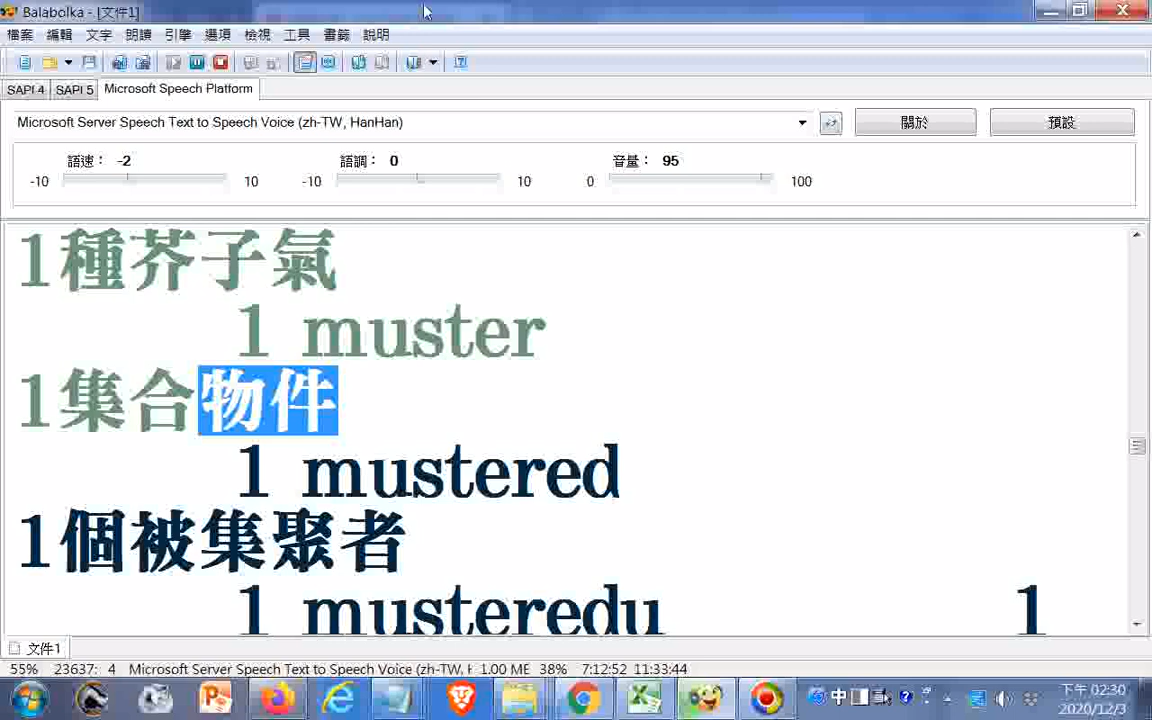 Balabolka - [文件1]
檔案 編輯 文字 朗讀 引擎 選項 檢視 工具 書籤 說明
SAPI 4 SAPI 5 Microsoft Speech Platform
Microsoft Server Speech Text to Speech Voice (zh-TW, HanHan) 關於 預設
語速： -2 語調： 0 音量： 95
-10 10 -10 10 0 100
1種芥子氣
1 muster
1集合物件
1 mustered
1個被集聚者
1 musteredu 1
文件1
55% 23637: 4 Microsoft Server Speech Text to Speech Voice (zh-TW, H 1.00 ME 38% 7:12:52 11:33:44
中 下午 02:30
2020/12/3